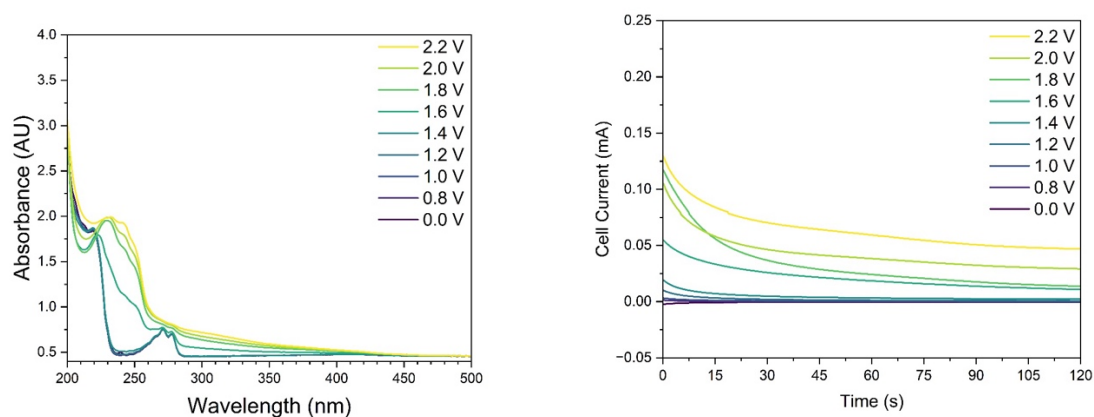 Absorbance (AU)
4.0
3.5
3.0
2.5
2.0
1.5
1.0
0.5
200 250 300 350 400 450 500
Wavelength (nm)
2.2 V
2.0 V
1.8 V
1.6 V
1.4 V
1.2 V
1.0 V
0.8 V
0.0 V
Cell Current (mA)
0.25
0.20
0.15
0.10
0.05
0.00
−0.05
0 15 30 45 60 75 90 105 120
Time (s)
2.2 V
2.0 V
1.8 V
1.6 V
1.4 V
1.2 V
1.0 V
0.8 V
0.0 V